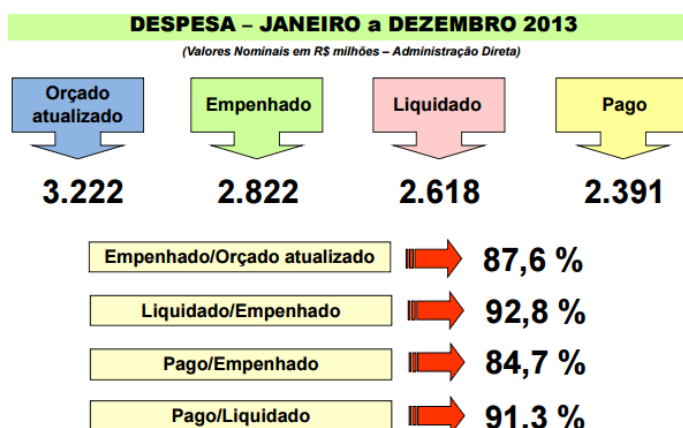 DESPESA – JANEIRO a DEZEMBRO 2013
(Valores Nominais em R$ milhões – Administração Direta)
Orçado
atualizado
Empenhado
Liquidado
Pago
3.222
2.822
2.618
2.391
Empenhado/Orçado atualizado
87,6 %
Liquidado/Empenhado
92,8 %
Pago/Empenhado
84,7 %
Pago/Liquidado
91,3 %